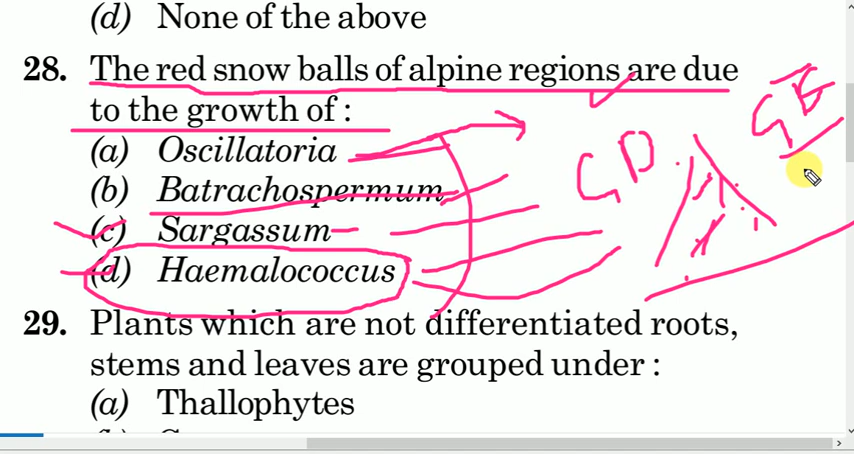 (d) None of the above
28. The red snow balls of alpine regions are due
to the growth of :
(a) Oscillatoria
(b) Batrachospermum
(c) Sargassum
(d) Haemalococcus
29. Plants which are not differentiated roots,
stems and leaves are grouped under :
(a) Thallophytes